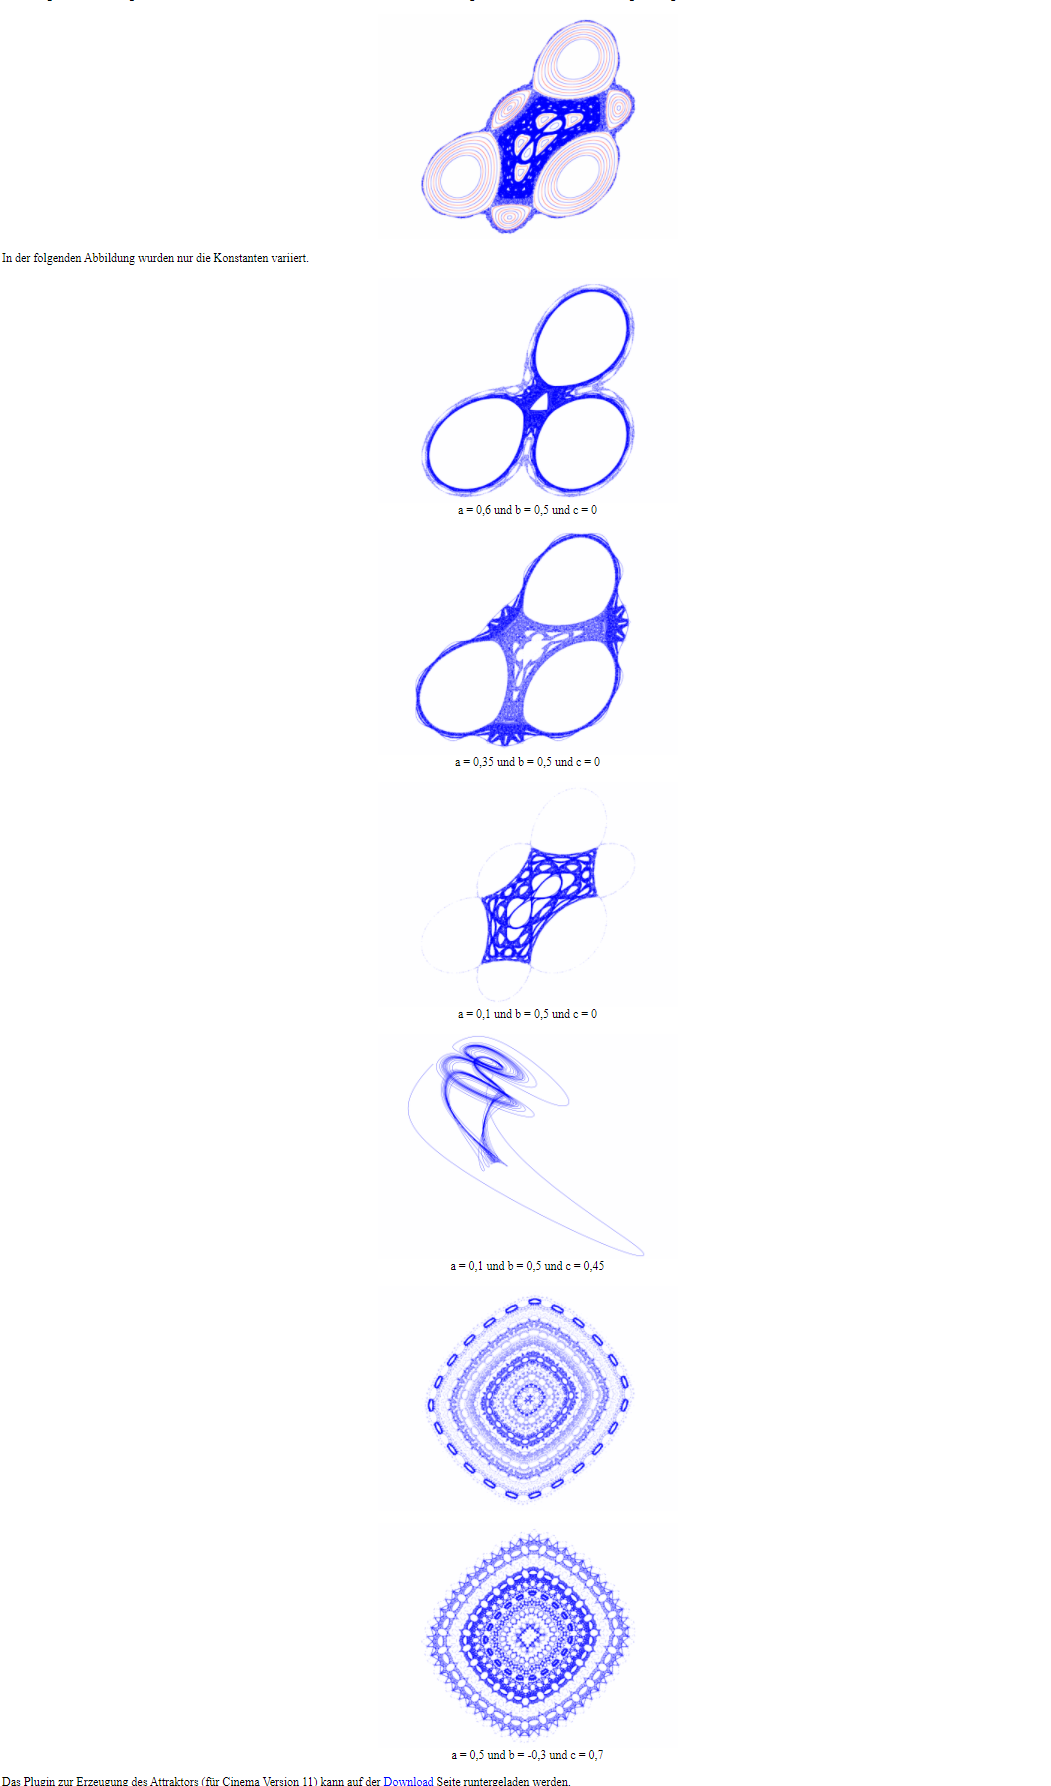 In der folgenden Abbildung wurden nur die Konstanten variiert.
a = 0,6 und b = 0,5 und c = 0
a = 0,35 und b = 0,5 und c = 0
a = 0,1 und b = 0,5 und c = 0
a = 0,1 und b = 0,5 und c = 0,45
a = 0,5 und b = -0,3 und c = 0,7
Das Plugin zur Erzeugung des Attraktors (für Cinema Version 11) kann auf der Download Seite runtergeladen werden.